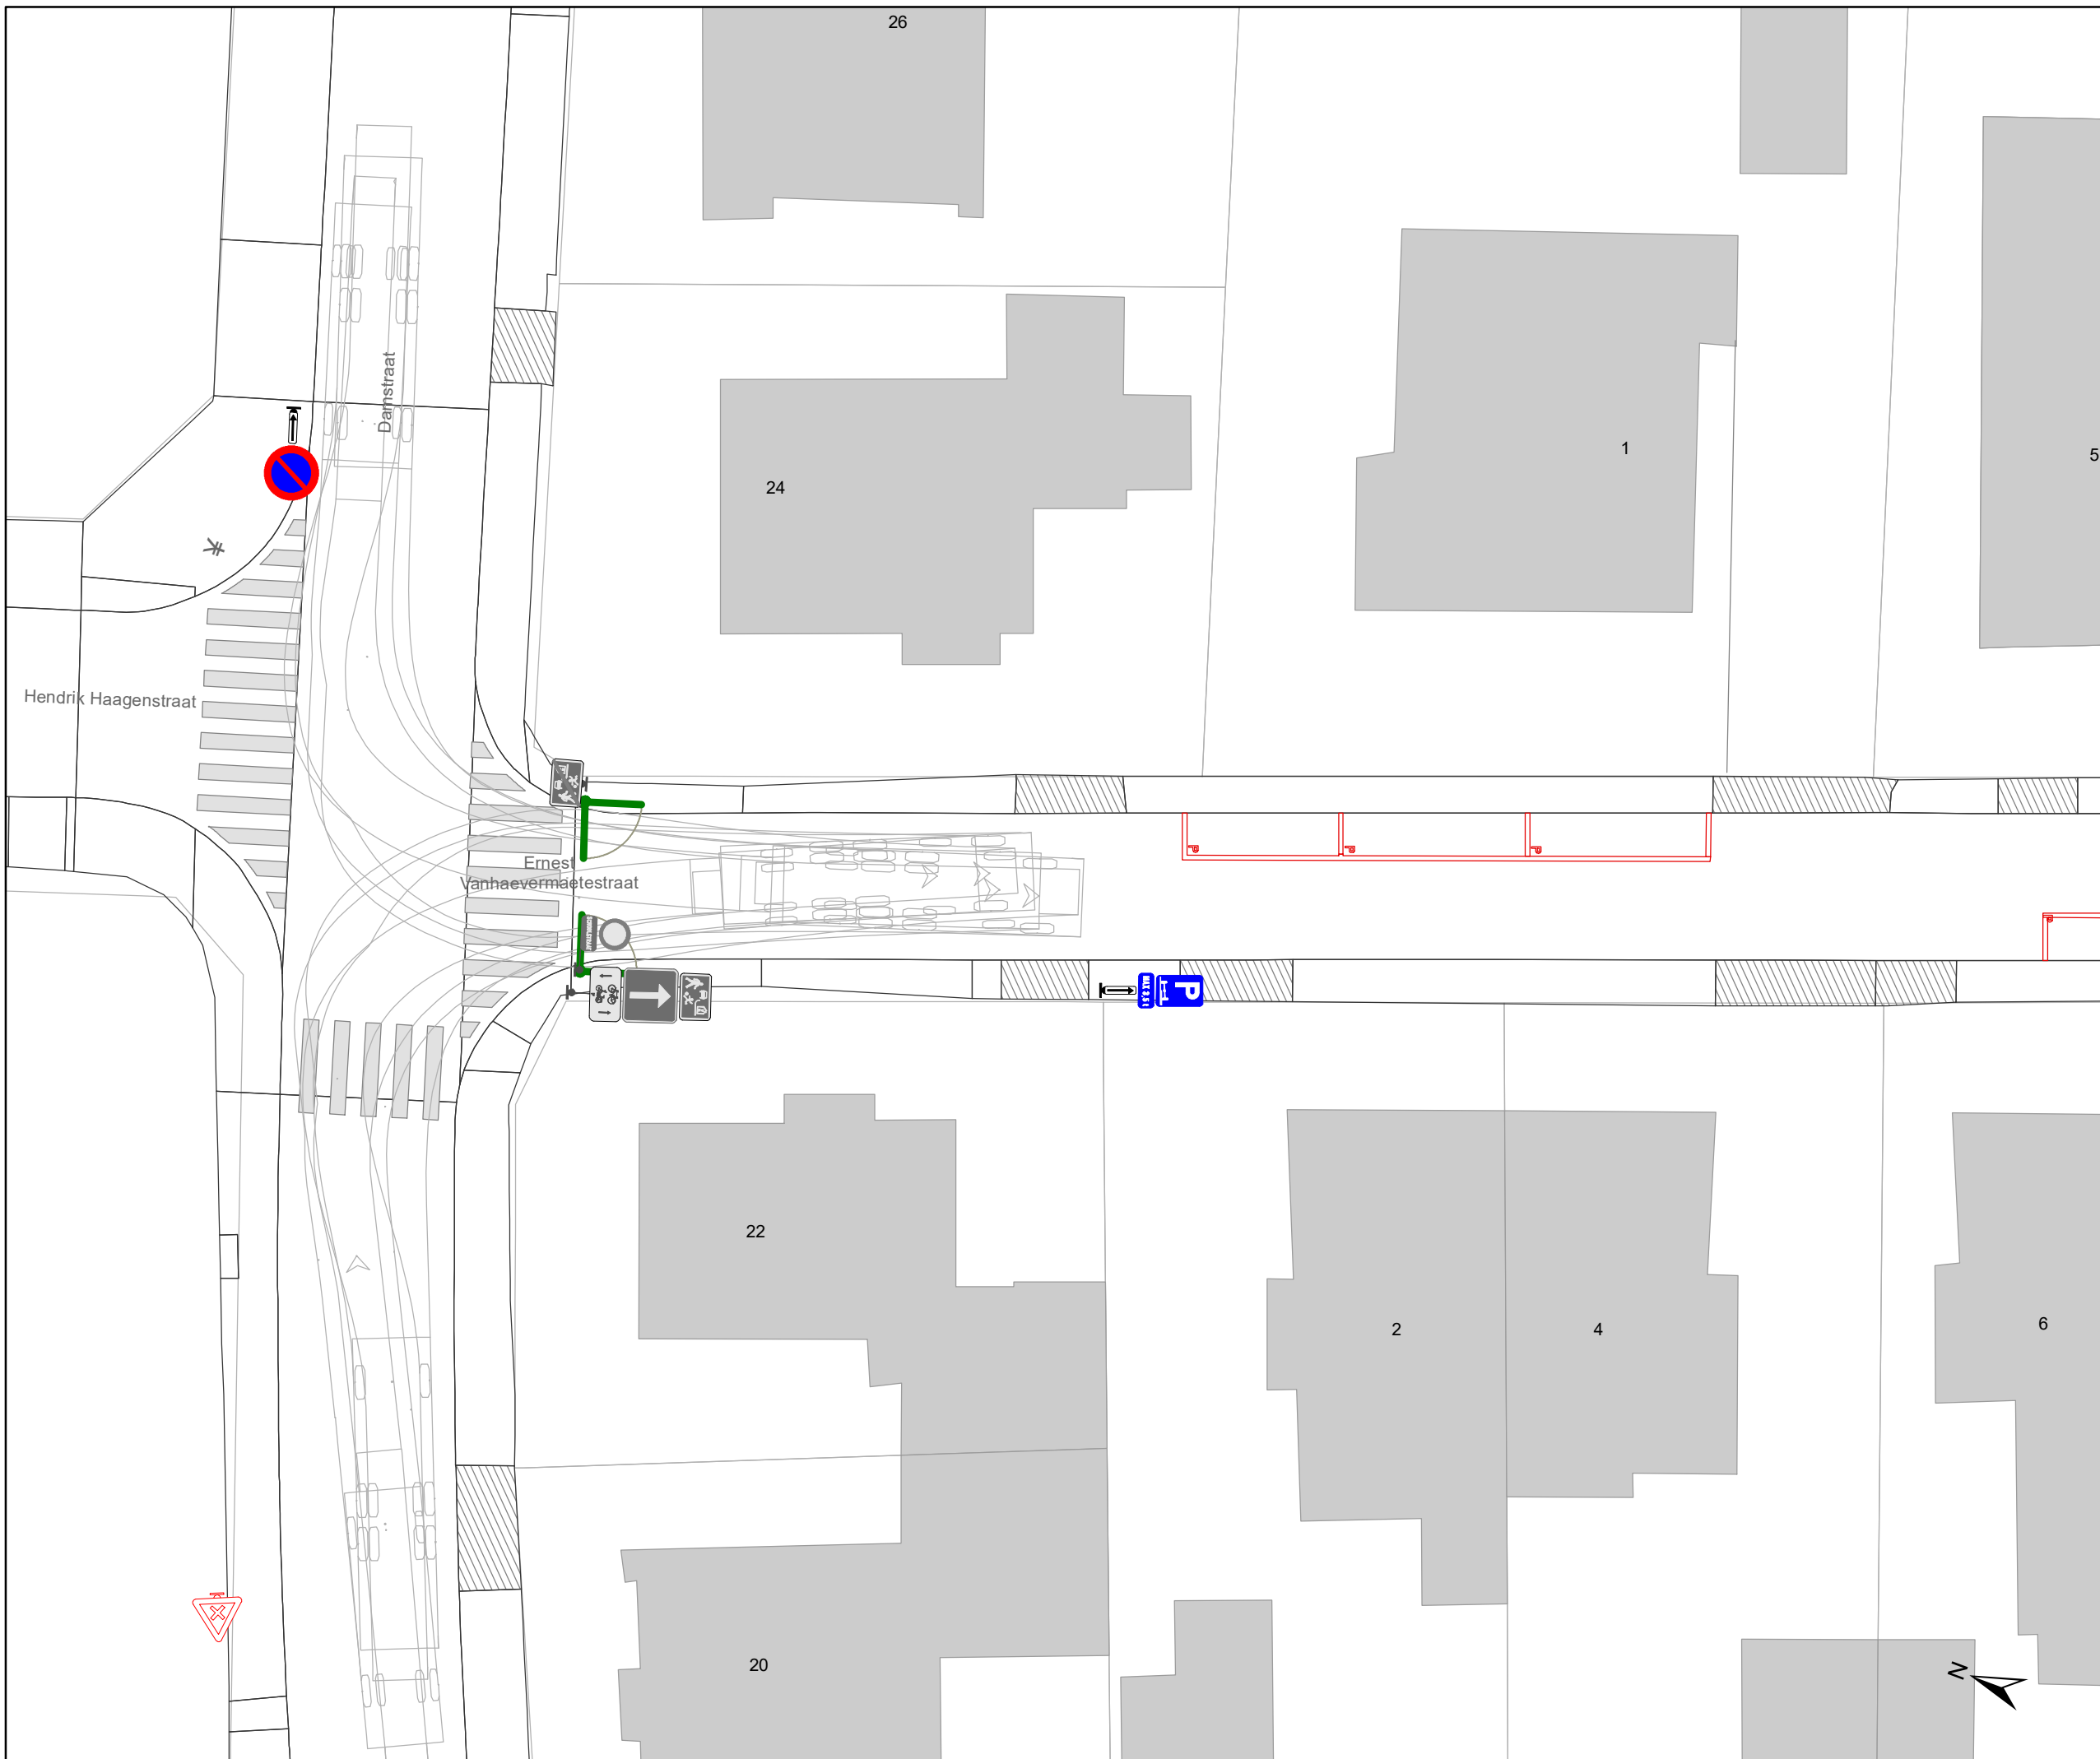 26
Damstraat
1
5
24
Hendrik Haagenstraat
Ernest
Vanhaevermaetestraat
P
P
P
P
P
22
2
4
6
20
N